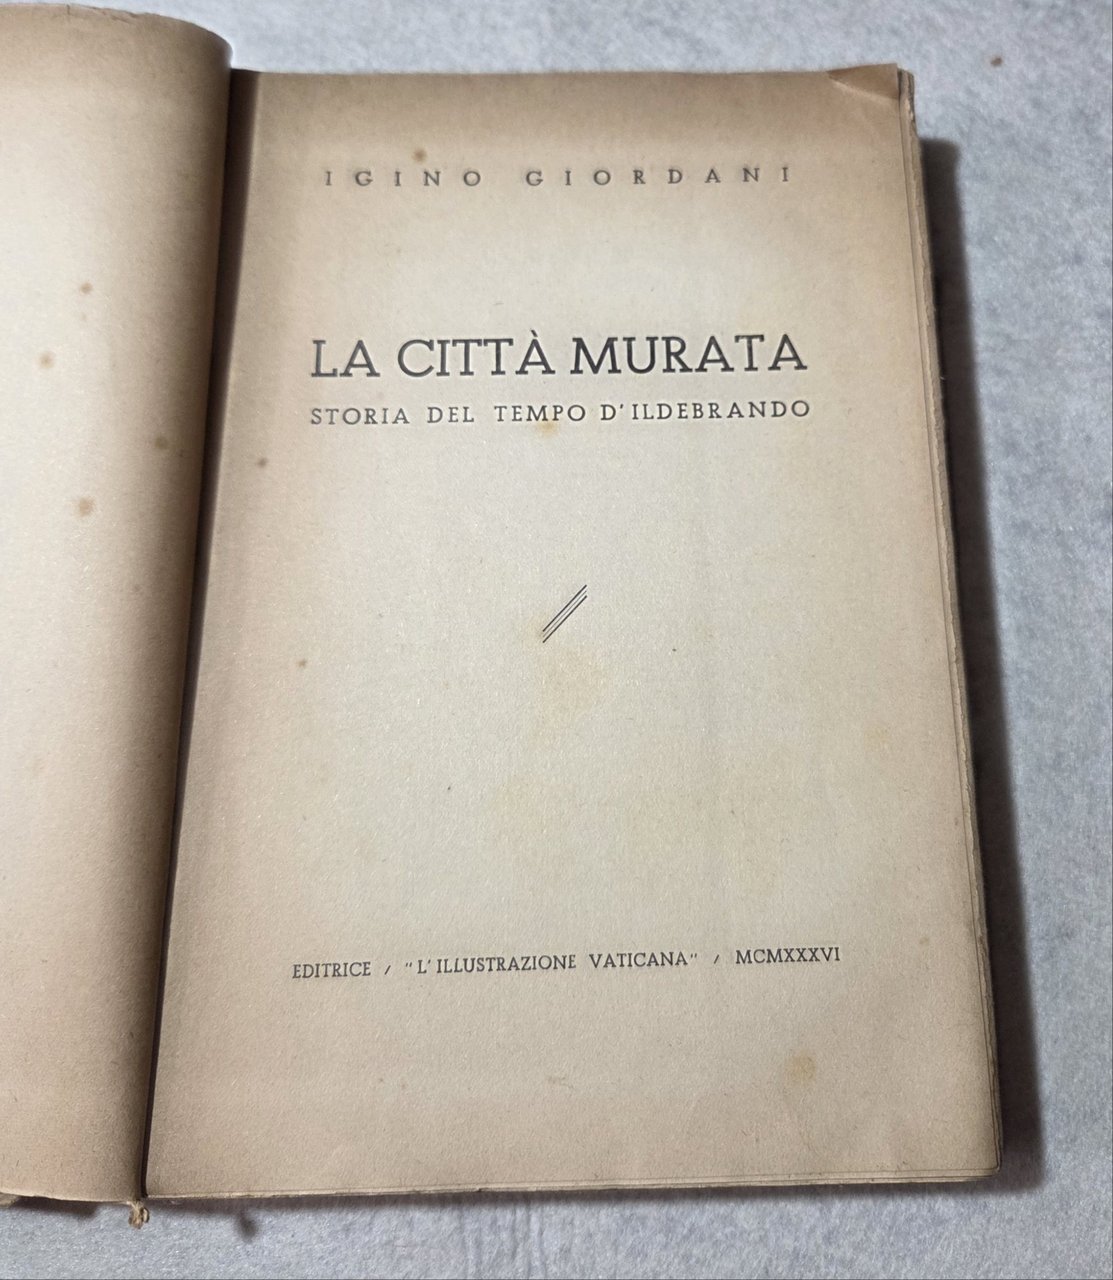 IGINO GIORDANI
LA CITTÀ MURATA
STORIA DEL TEMPO D'ILDEBRANDO
EDITRICE / "L'ILLUSTRAZIONE VATICANA" / MCMXXXVI